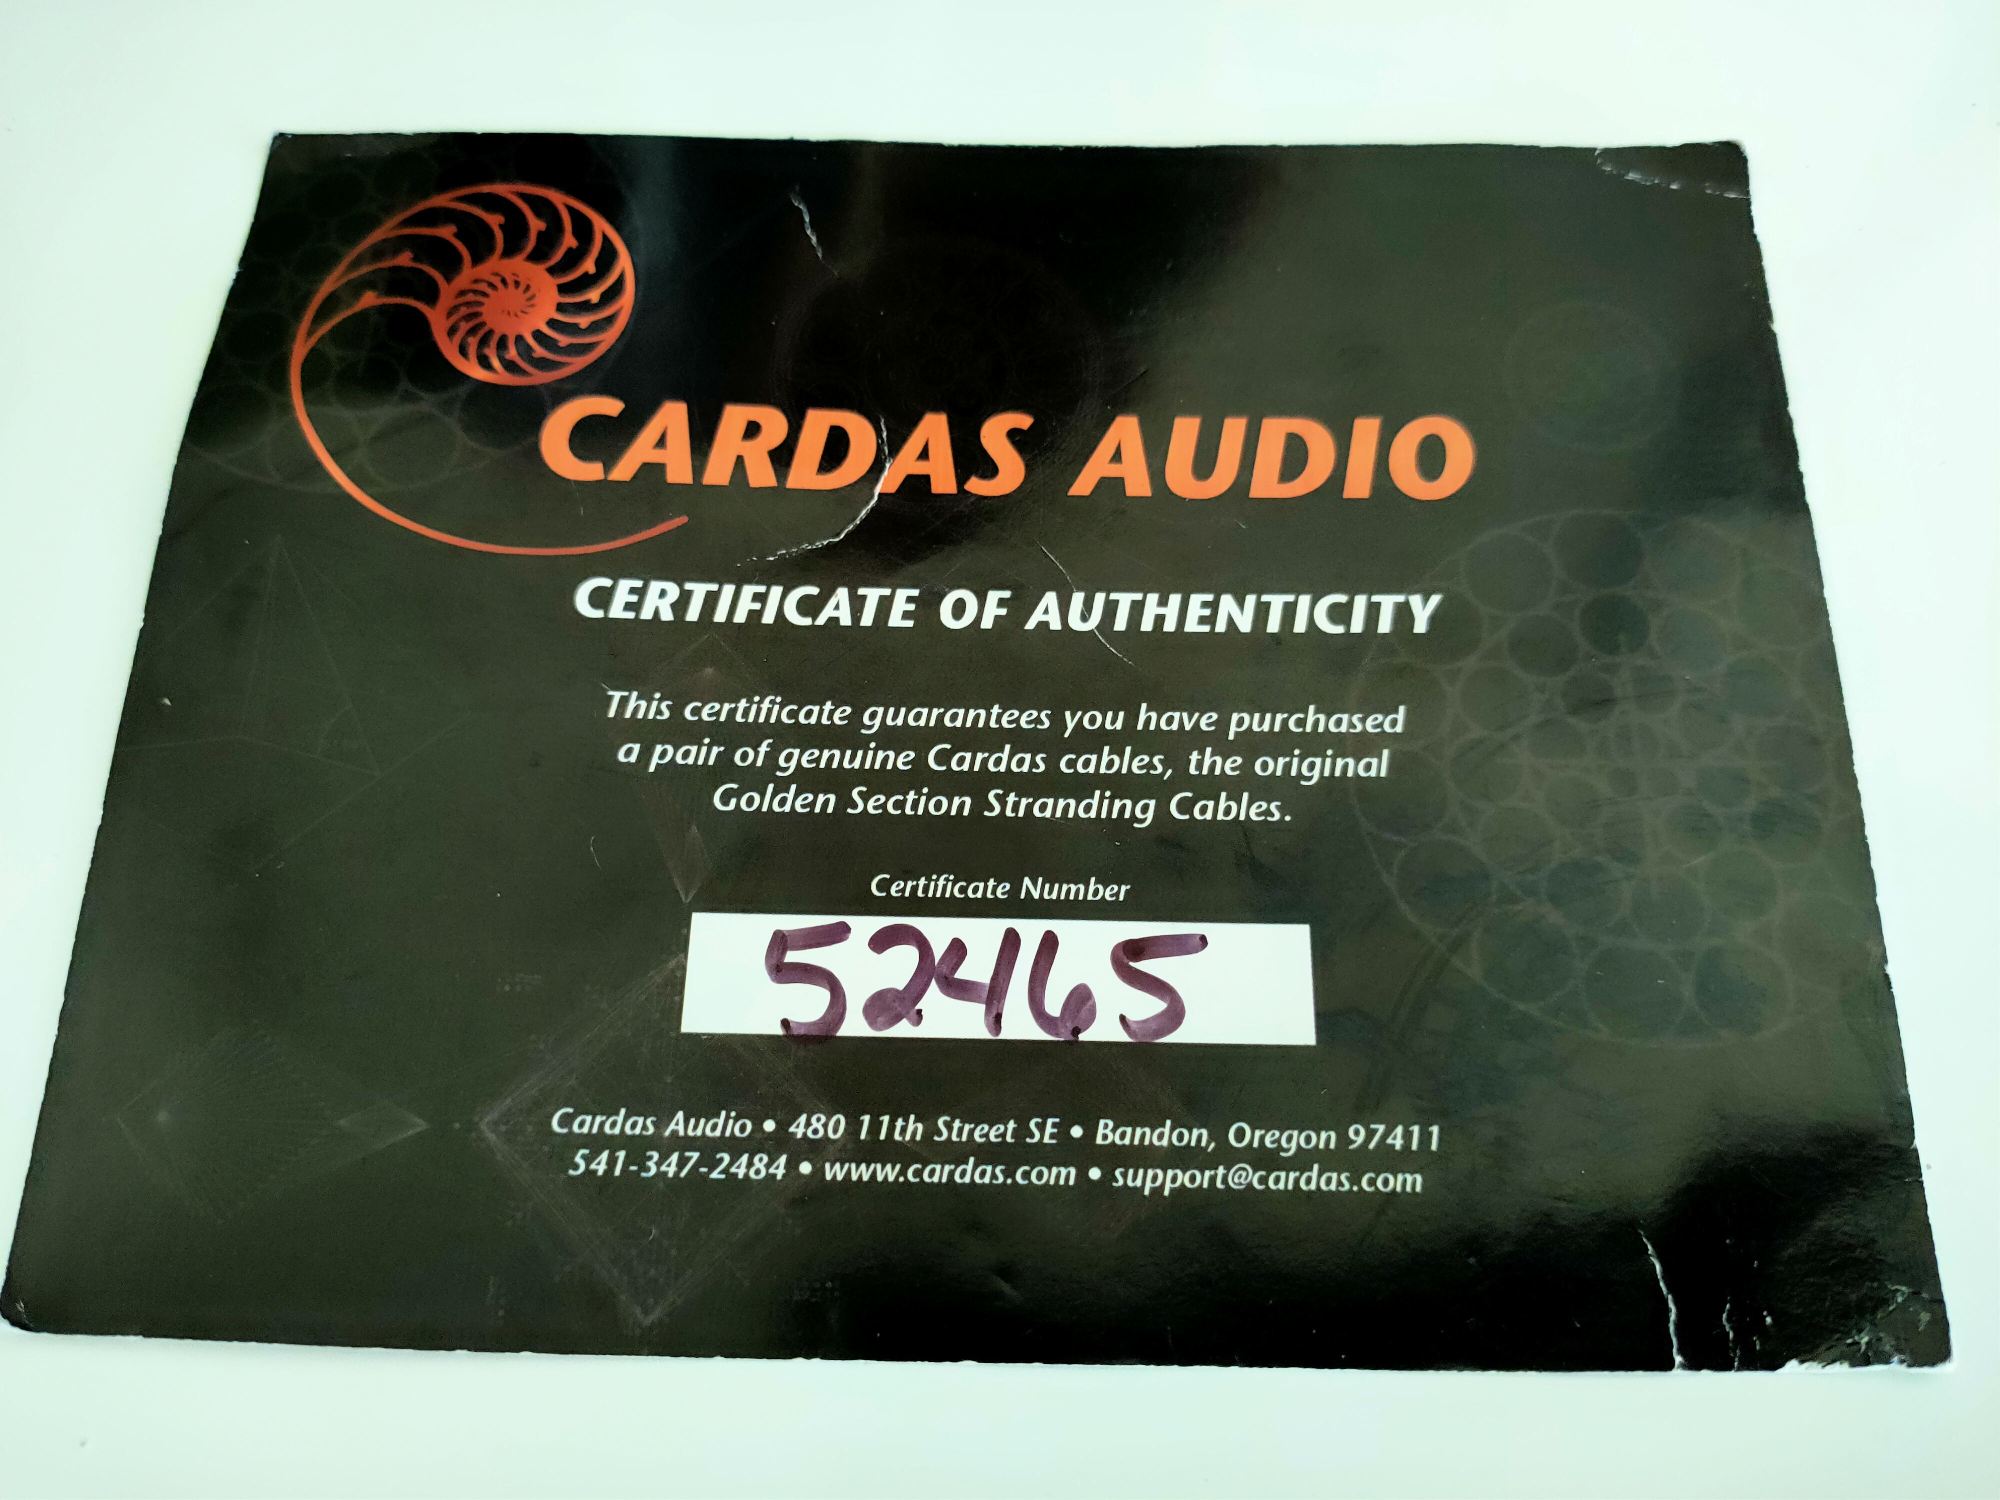 CARDAS AUDIO
CERTIFICATE OF AUTHENTICITY
This certificate guarantees you have purchased
a pair of genuine Cardas cables, the original
Golden Section Stranding Cables.
Certificate Number
52465
Cardas Audio • 480 11th Street SE • Bandon, Oregon 97411
541-347-2484 • www.cardas.com • support@cardas.com